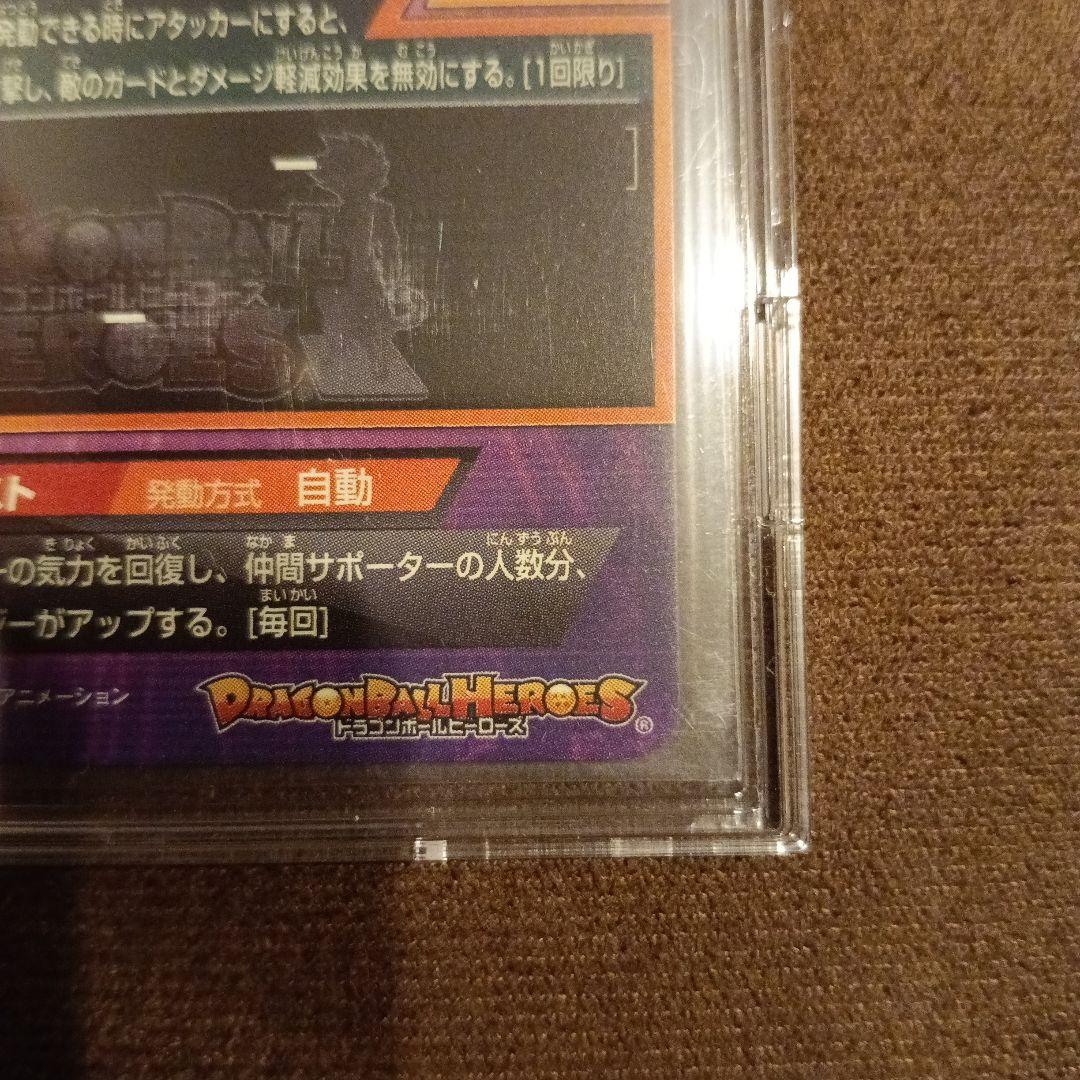 発動できる時にアタッカーにすると、
撃し、敵のガードとダメージ軽減効果を無効にする。[1回限り]
ドラゴンボールヒーローズ
スト 発動方式 自動
ーの気力を回復し、仲間サポーターの人数分、
ジーがアップする。[毎回]
アニメーション
DRAGON BALL HEROES
ドラゴンボールヒーローズ
®